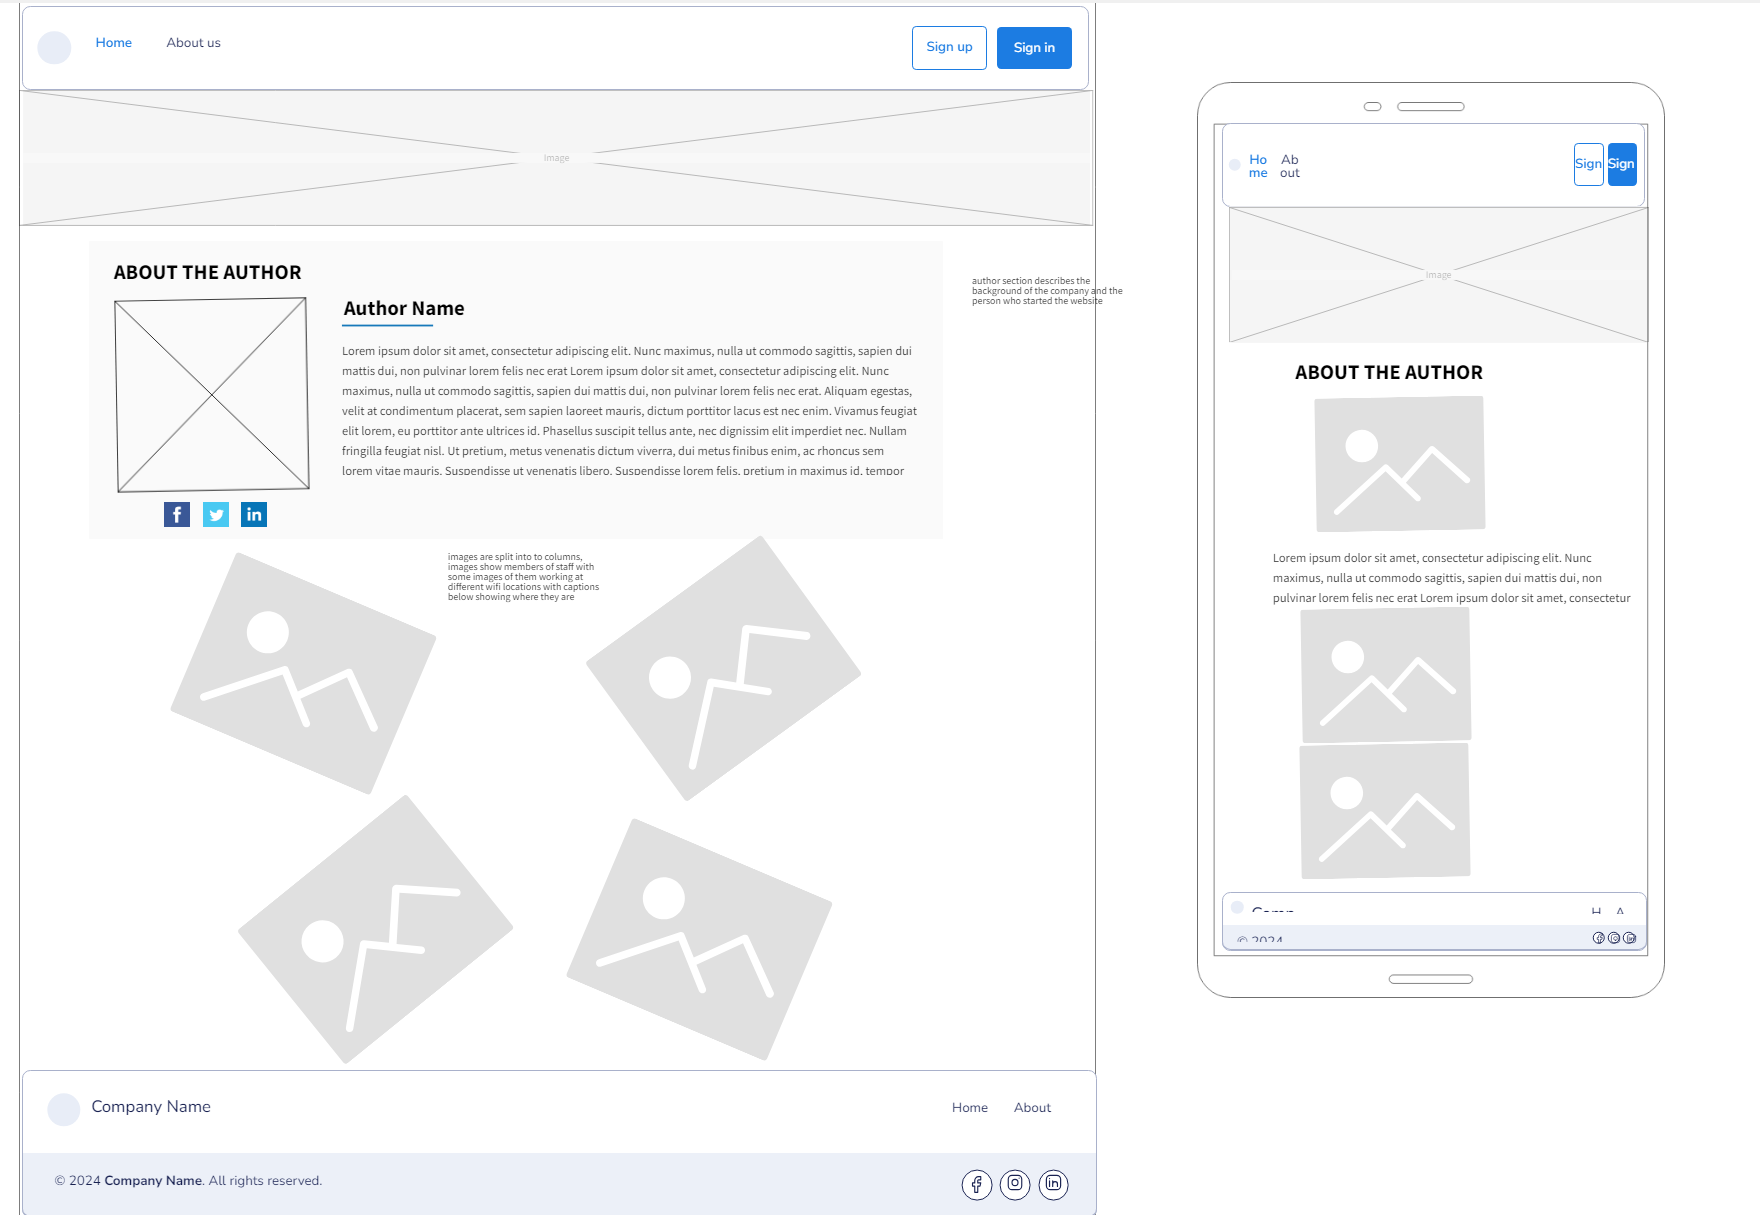 Home About us Sign up Sign in
Image
ABOUT THE AUTHOR
Author Name
Lorem ipsum dolor sit amet, consectetur adipiscing elit. Nunc maximus, nulla ut commodo sagittis, sapien dui
mattis dui, non pulvinar lorem felis nec erat Lorem ipsum dolor sit amet, consectetur adipiscing elit. Nunc
maximus, nulla ut commodo sagittis, sapien dui mattis dui, non pulvinar lorem felis nec erat. Aliquam egestas,
velit at condimentum placerat, sem sapien laoreet mauris, dictum porttitor lacus est nec enim. Vivamus feugiat
elit lorem, eu porttitor ante ultrices id. Phasellus suscipit tellus ante, nec dignissim elit imperdiet nec. Nullam
fringilla feugiat nisl. Ut pretium, metus venenatis dictum viverra, dui metus finibus enim, ac rhoncus sem
lorem vitae mauris. Suspendisse ut venenatis libero. Suspendisse lorem felis, pretium in maximus id, tempor
author section describes the
background of the company and the
person who started the website
images are split into to columns,
images show members of staff with
some images of them working at
different wifi locations with captions
below showing where they are
Company Name
Home About
© 2024 Company Name. All rights reserved.
Ho Ab
me out
Sign Sign
Image
ABOUT THE AUTHOR
Lorem ipsum dolor sit amet, consectetur adipiscing elit. Nunc
maximus, nulla ut commodo sagittis, sapien dui mattis dui, non
pulvinar lorem felis nec erat Lorem ipsum dolor sit amet, consectetur
Comp H A
© 2024